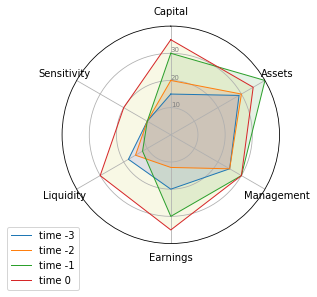 Capital
Sensitivity
Assets
30
20
10
Liquidity
Management
Earnings
time -3
time -2
time -1
time 0